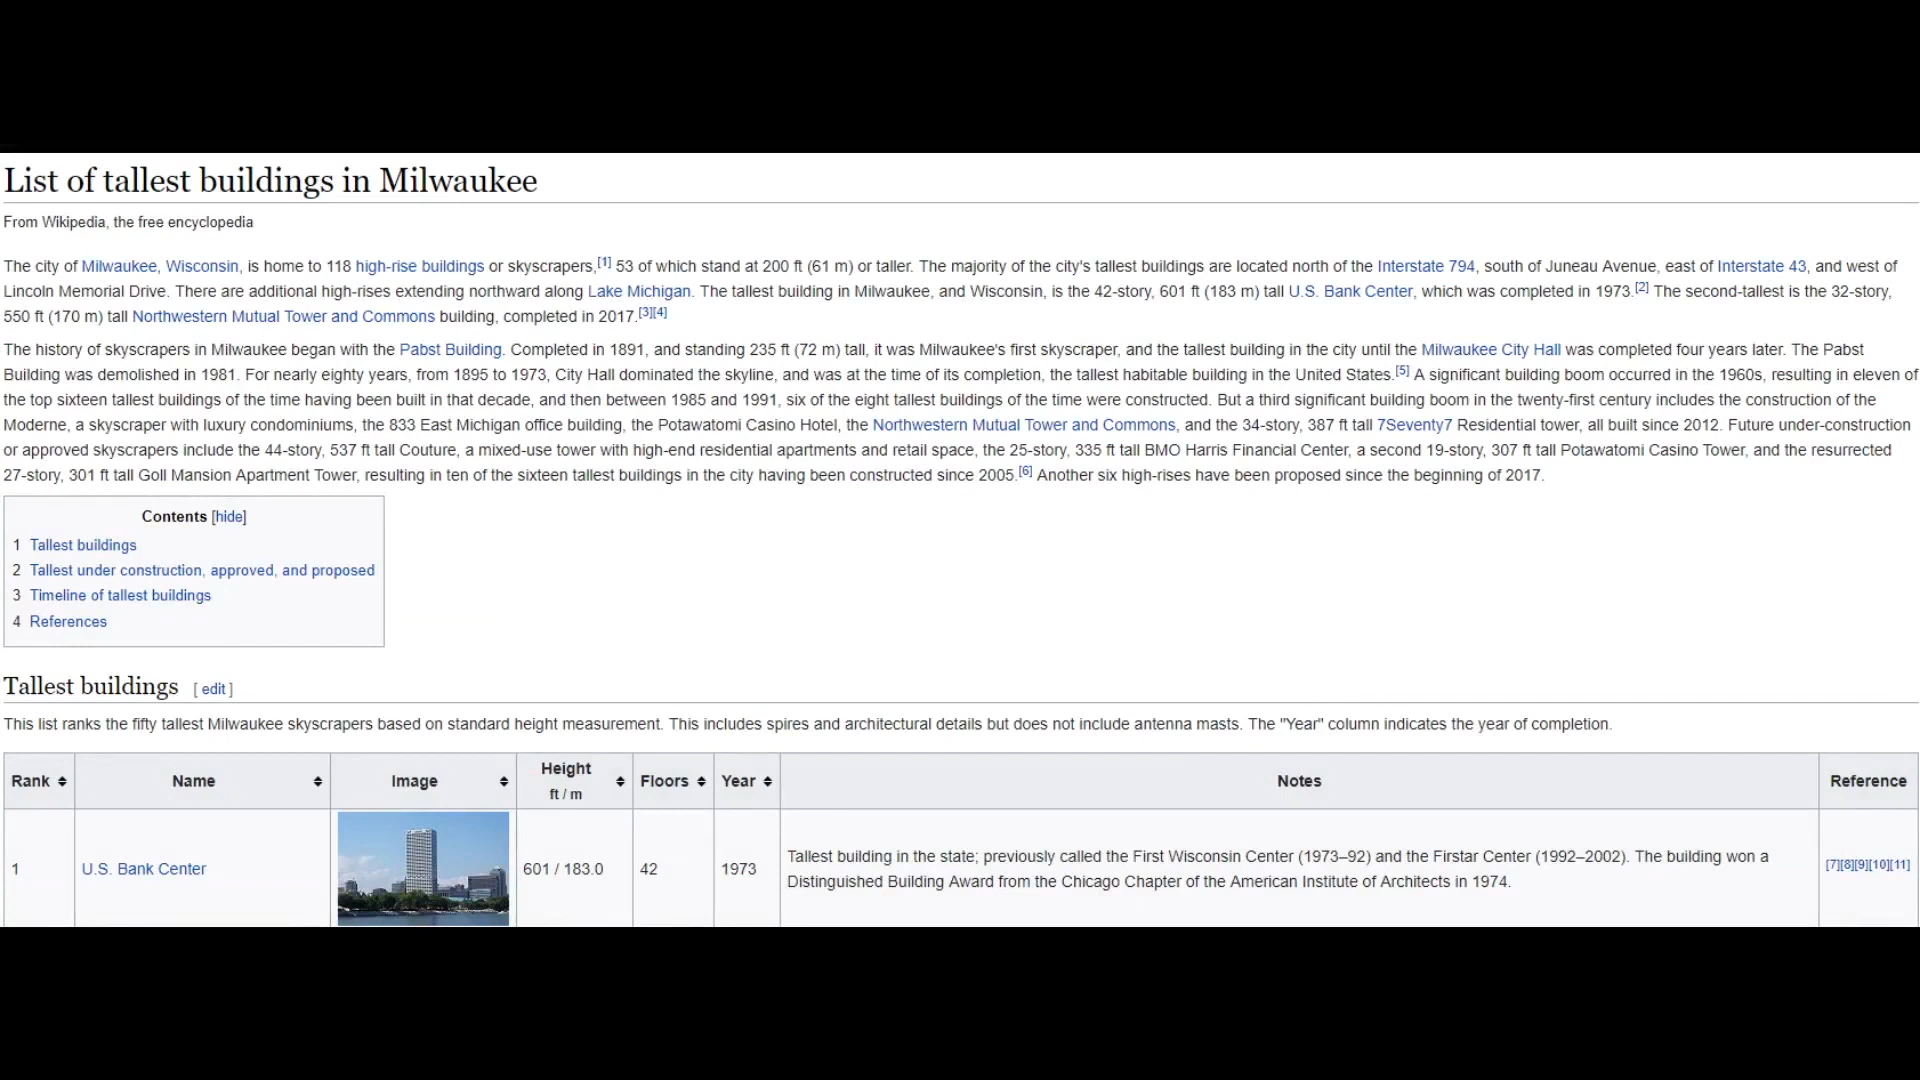 List of tallest buildings in Milwaukee
From Wikipedia, the free encyclopedia
The city of Milwaukee, Wisconsin, is home to 118 high-rise buildings or skyscrapers,[1] 53 of which stand at 200 ft (61 m) or taller. The majority of the city's tallest buildings are located north of the Interstate 794, south of Juneau Avenue, east of Interstate 43, and west of
Lincoln Memorial Drive. There are additional high-rises extending northward along Lake Michigan. The tallest building in Milwaukee, and Wisconsin, is the 42-story, 601 ft (183 m) tall U.S. Bank Center, which was completed in 1973.[2] The second-tallest is the 32-story,
550 ft (170 m) tall Northwestern Mutual Tower and Commons building, completed in 2017.[3][4]
The history of skyscrapers in Milwaukee began with the Pabst Building. Completed in 1891, and standing 235 ft (72 m) tall, it was Milwaukee's first skyscraper, and the tallest building in the city until the Milwaukee City Hall was completed four years later. The Pabst
Building was demolished in 1981. For nearly eighty years, from 1895 to 1973, City Hall dominated the skyline, and was at the time of its completion, the tallest habitable building in the United States.[5] A significant building boom occurred in the 1960s, resulting in eleven of
the top sixteen tallest buildings of the time having been built in that decade, and then between 1985 and 1991, six of the eight tallest buildings of the time were constructed. But a third significant building boom in the twenty-first century includes the construction of the
Moderne, a skyscraper with luxury condominiums, the 833 East Michigan office building, the Potawatomi Casino Hotel, the Northwestern Mutual Tower and Commons, and the 34-story, 387 ft tall 7Seventy7 Residential tower, all built since 2012. Future under-construction
or approved skyscrapers include the 44-story, 537 ft tall Couture, a mixed-use tower with high-end residential apartments and retail space, the 25-story, 335 ft tall BMO Harris Financial Center, a second 19-story, 307 ft tall Potawatomi Casino Tower, and the resurrected
27-story, 301 ft tall Goll Mansion Apartment Tower, resulting in ten of the sixteen tallest buildings in the city having been constructed since 2005.[6] Another six high-rises have been proposed since the beginning of 2017.
Contents [hide]
1 Tallest buildings
2 Tallest under construction, approved, and proposed
3 Timeline of tallest buildings
4 References
Tallest buildings [ edit ]
This list ranks the fifty tallest Milwaukee skyscrapers based on standard height measurement. This includes spires and architectural details but does not include antenna masts. The "Year" column indicates the year of completion.
Rank Name Image Height ft / m Floors Year Notes Reference
1 U.S. Bank Center 601 / 183.0 42 1973 Tallest building in the state; previously called the First Wisconsin Center (1973–92) and the Firstar Center (1992–2002). The building won a
Distinguished Building Award from the Chicago Chapter of the American Institute of Architects in 1974. [7][8][9][10][11]